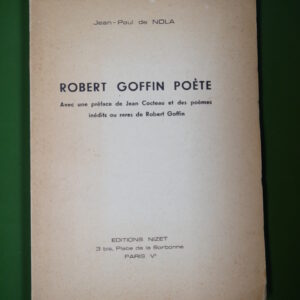 Jean-Paul de NOLA
ROBERT GOFFIN POÈTE
Avec une préface de Jean Cocteau et des poèmes
inédits ou rares de Robert Goffin
EDITIONS NIZET
3 bis, Place de la Sorbonne
PARIS Vᵉ